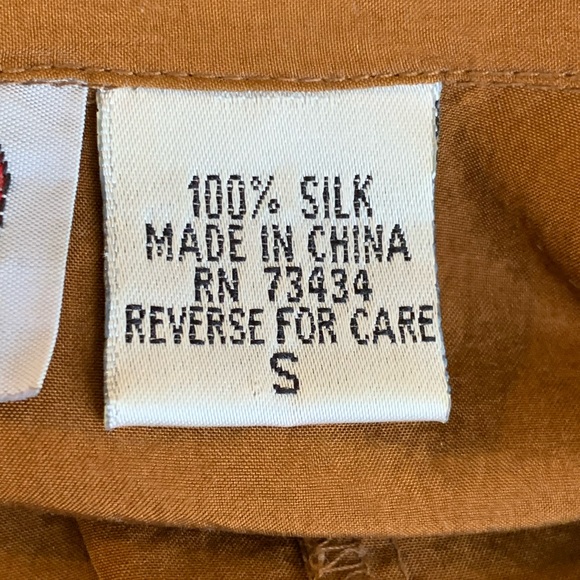 100% SILK
MADE IN CHINA
RN 73434
REVERSE FOR CARE
S